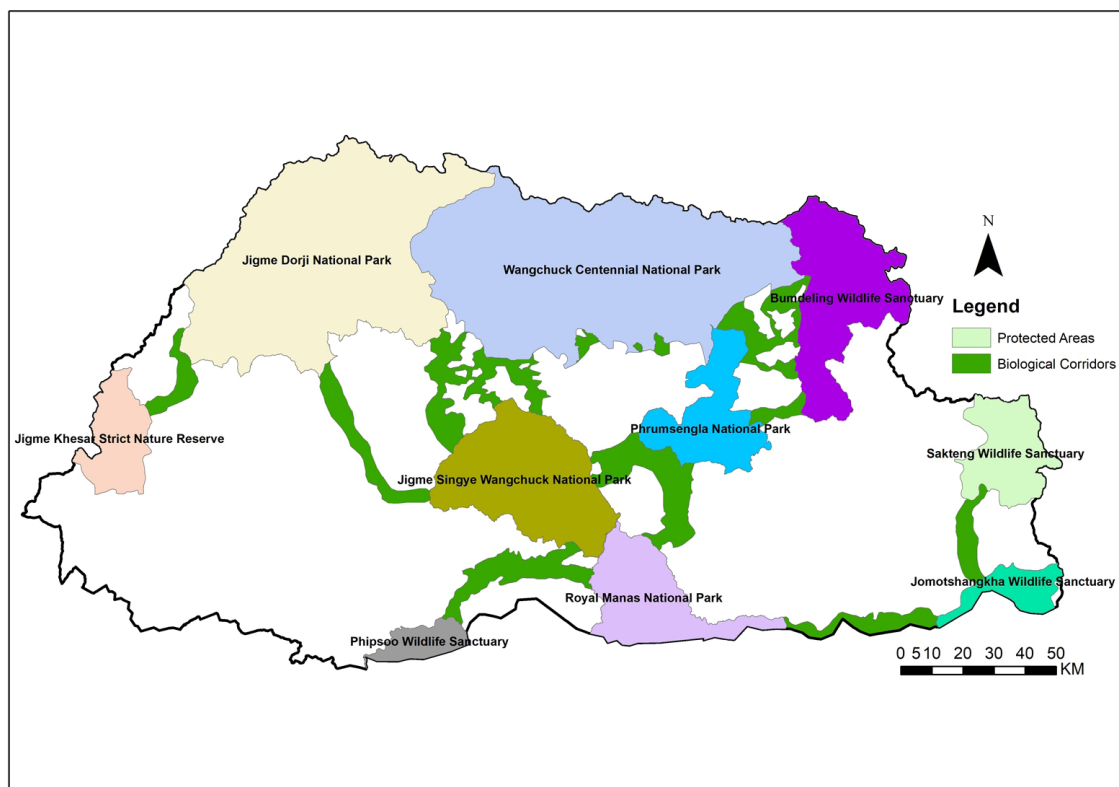 Jigme Dorji National Park
Wangchuck Centennial National Park
Bumdeling Wildlife Sanctuary
N
Legend
Protected Areas
Biological Corridors
Jigme Khesar Strict Nature Reserve
Phrumsengla National Park
Sakteng Wildlife Sanctuary
Jigme Singye Wangchuck National Park
Jomotshangkha Wildlife Sanctuary
Royal Manas National Park
Phipsoo Wildlife Sanctuary
0 5 10 20 30 40 50
KM